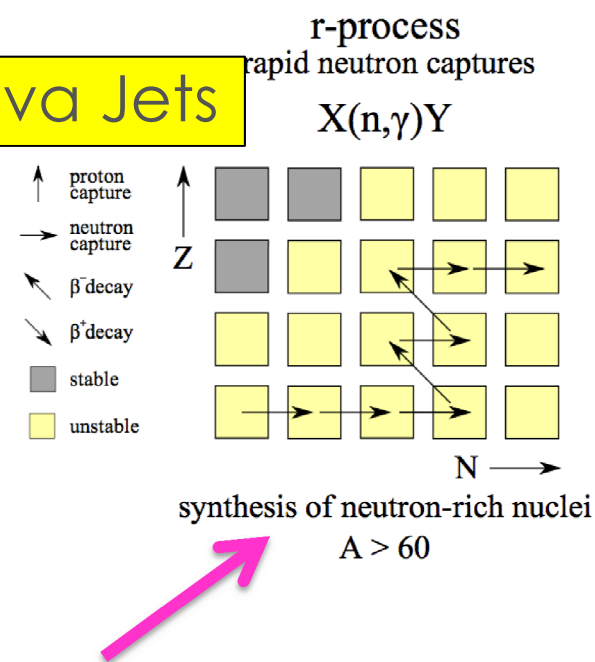 r-process
rapid neutron captures
va Jets
X(n,γ)Y
proton
capture
neutron
capture
β⁻decay
β⁺decay
stable
unstable
Z
N
synthesis of neutron-rich nuclei
A > 60